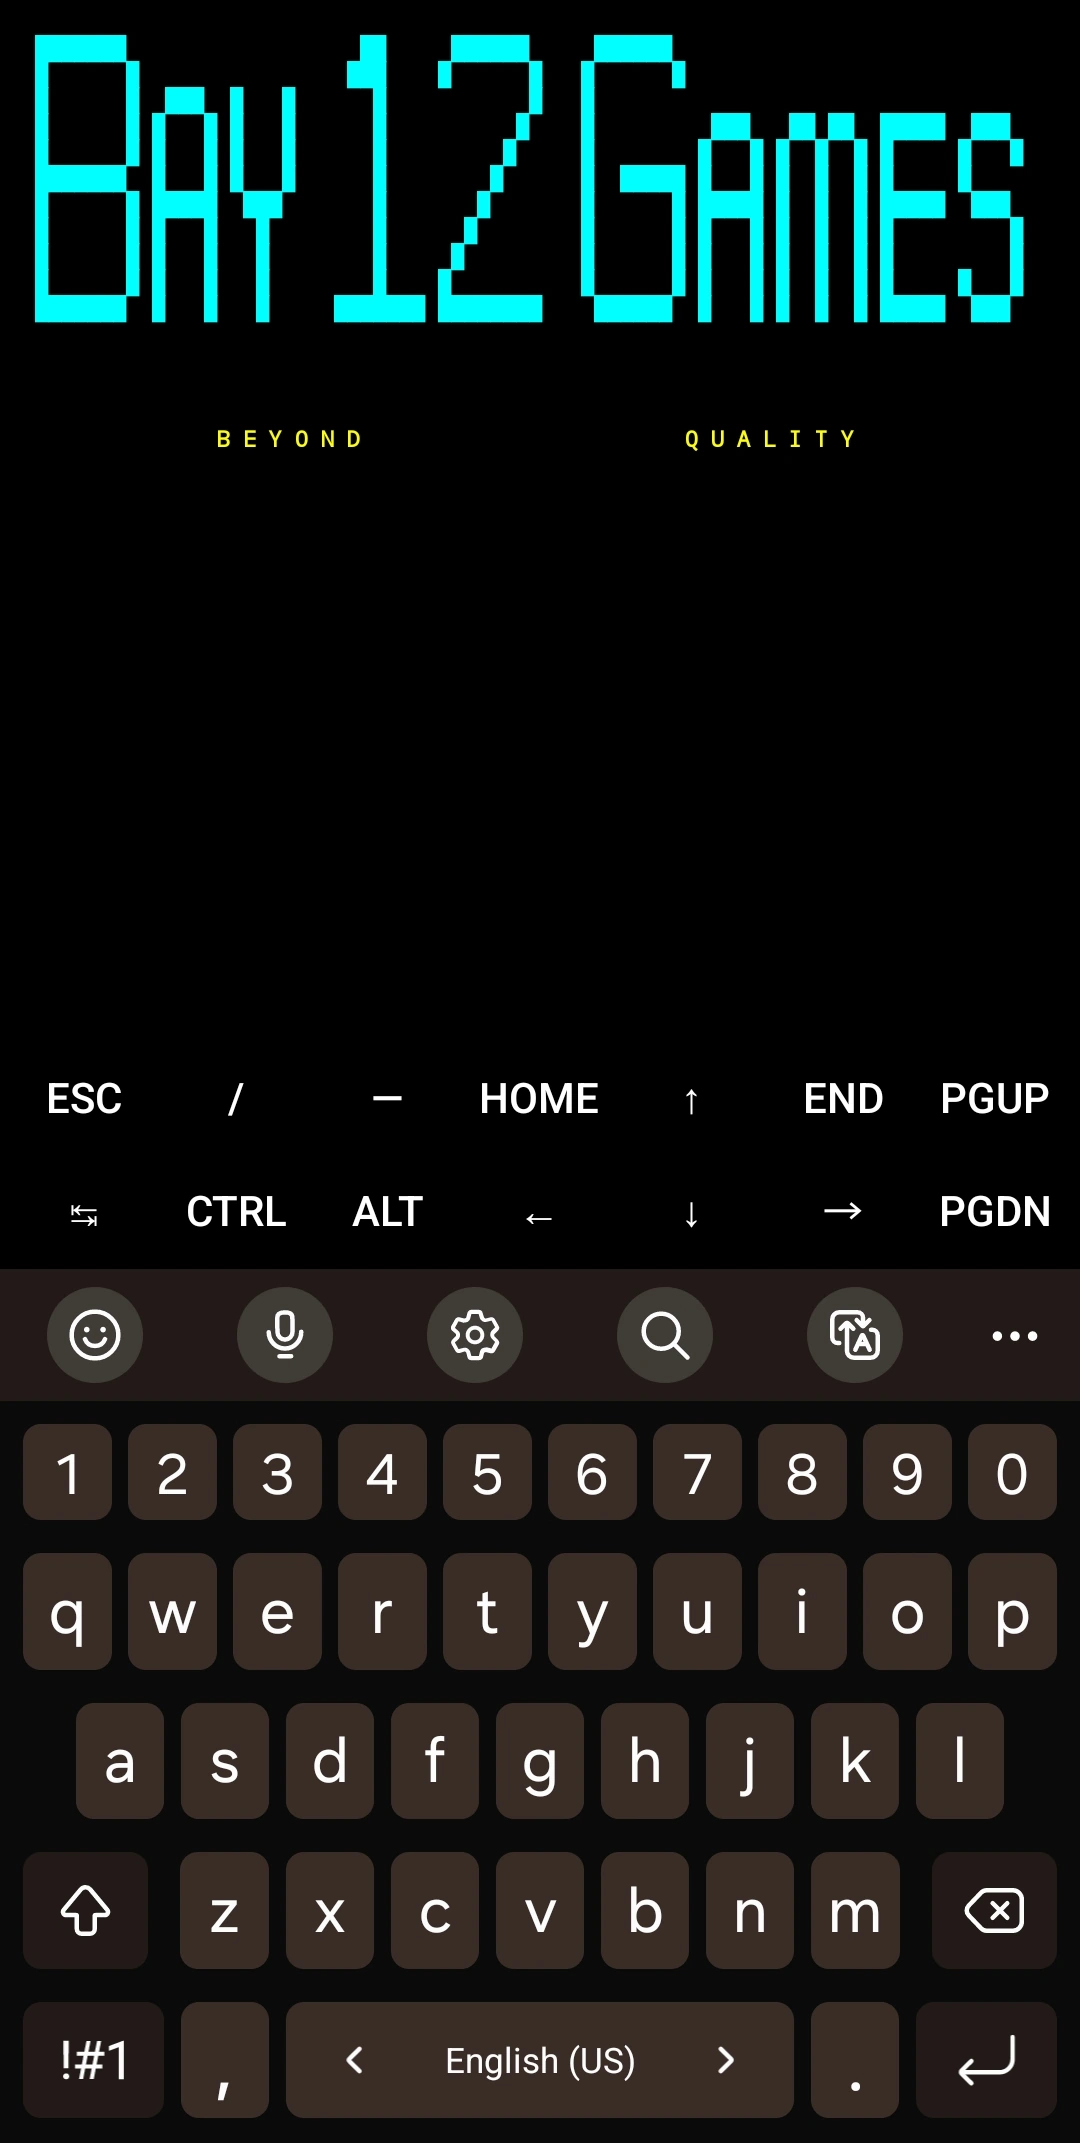 BAY 12 GAMES
BEYOND QUALITY
ESC / — HOME ↑ END PGUP
↹ CTRL ALT ← ↓ → PGDN
1 2 3 4 5 6 7 8 9 0
q w e r t y u i o p
a s d f g h j k l
z x c v b n m
!#1 , English (US) .